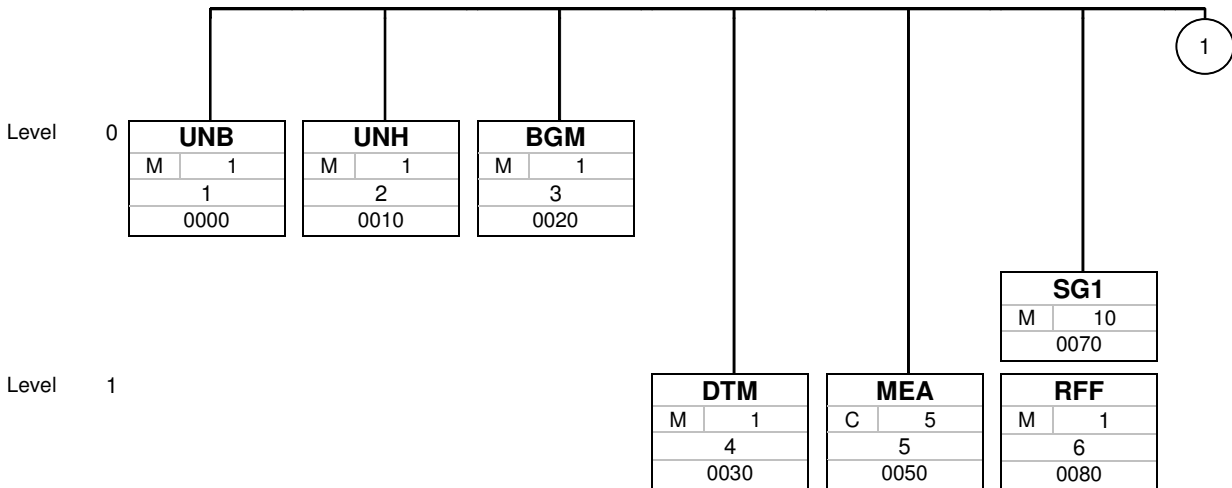 1
Level 0
UNB
M 1
1
0000
UNH
M 1
2
0010
BGM
M 1
3
0020
SG1
M 10
0070
Level 1
DTM
M 1
4
0030
MEA
C 5
5
0050
RFF
M 1
6
0080